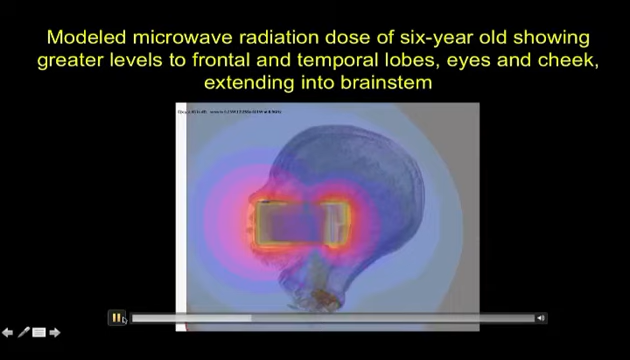 Modeled microwave radiation dose of six-year old showing
greater levels to frontal and temporal lobes, eyes and cheek,
extending into brainstem